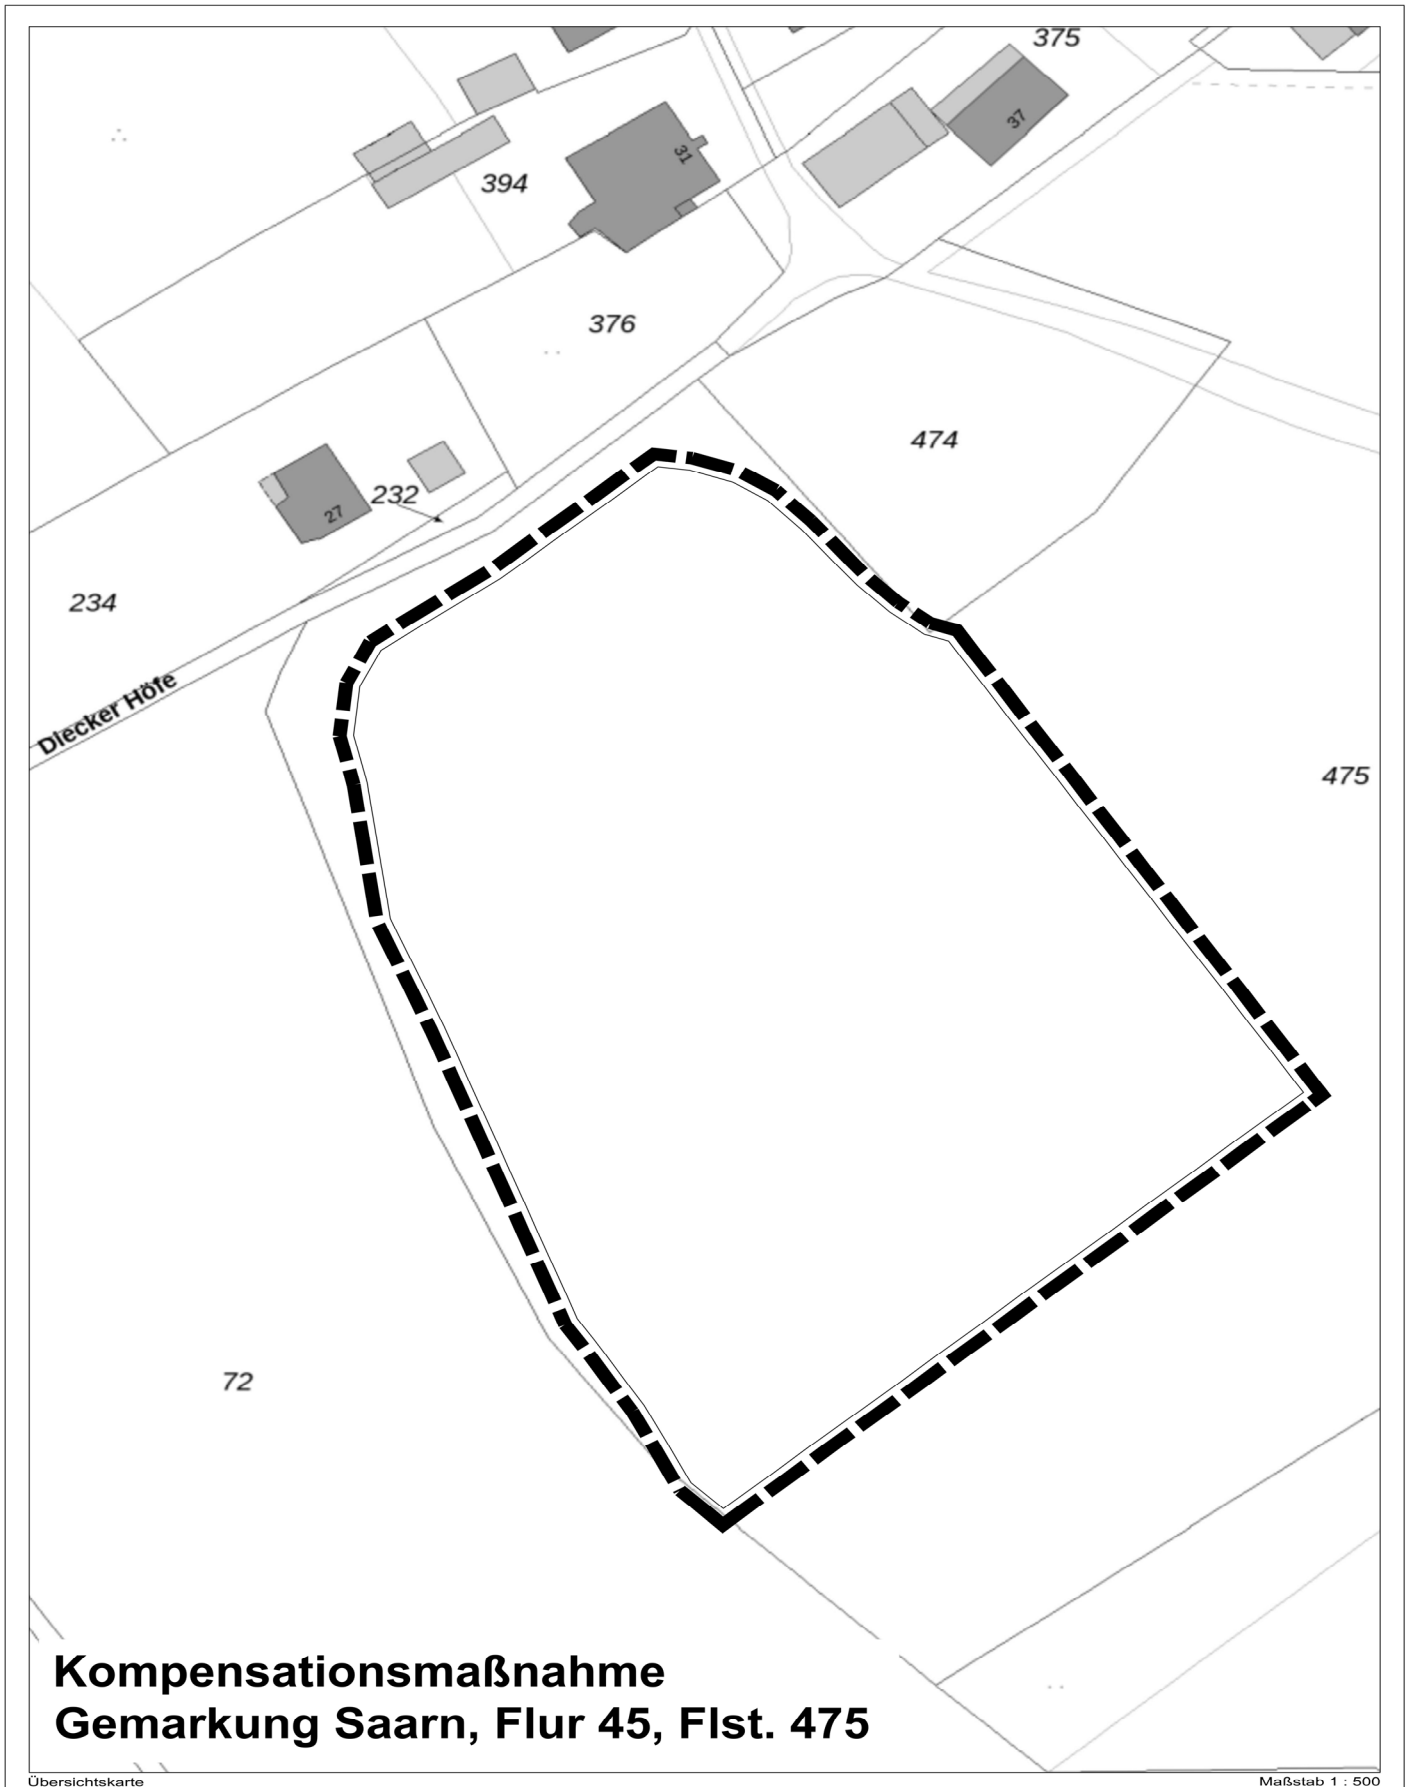 375
37
31
394
376
474
232
27
234
Diecker Höfe
475
72
Kompensationsmaßnahme
Gemarkung Saarn, Flur 45, Flst. 475
Übersichtskarte
Maßstab 1 : 500